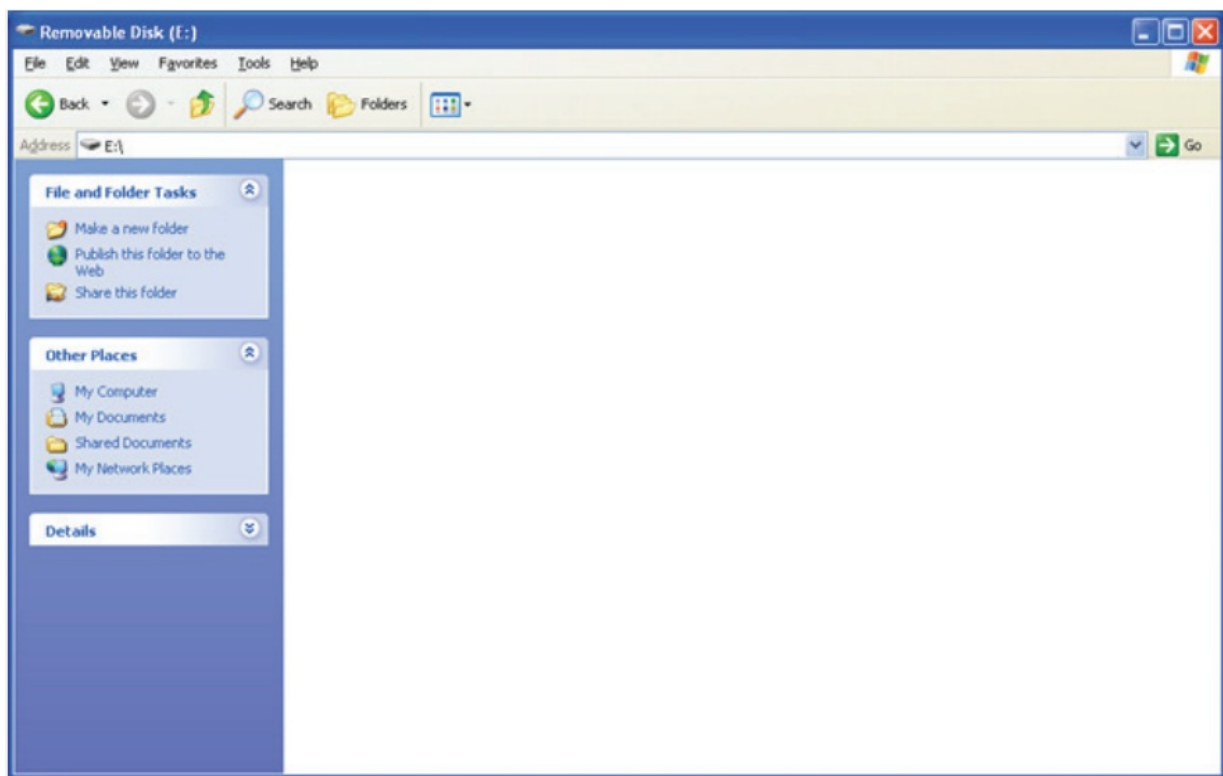 Removable Disk (E:)
File Edit View Favorites Tools Help
Back Search Folders
Address E:\ Go
File and Folder Tasks
Make a new folder
Publish this folder to the
Web
Share this folder
Other Places
My Computer
My Documents
Shared Documents
My Network Places
Details